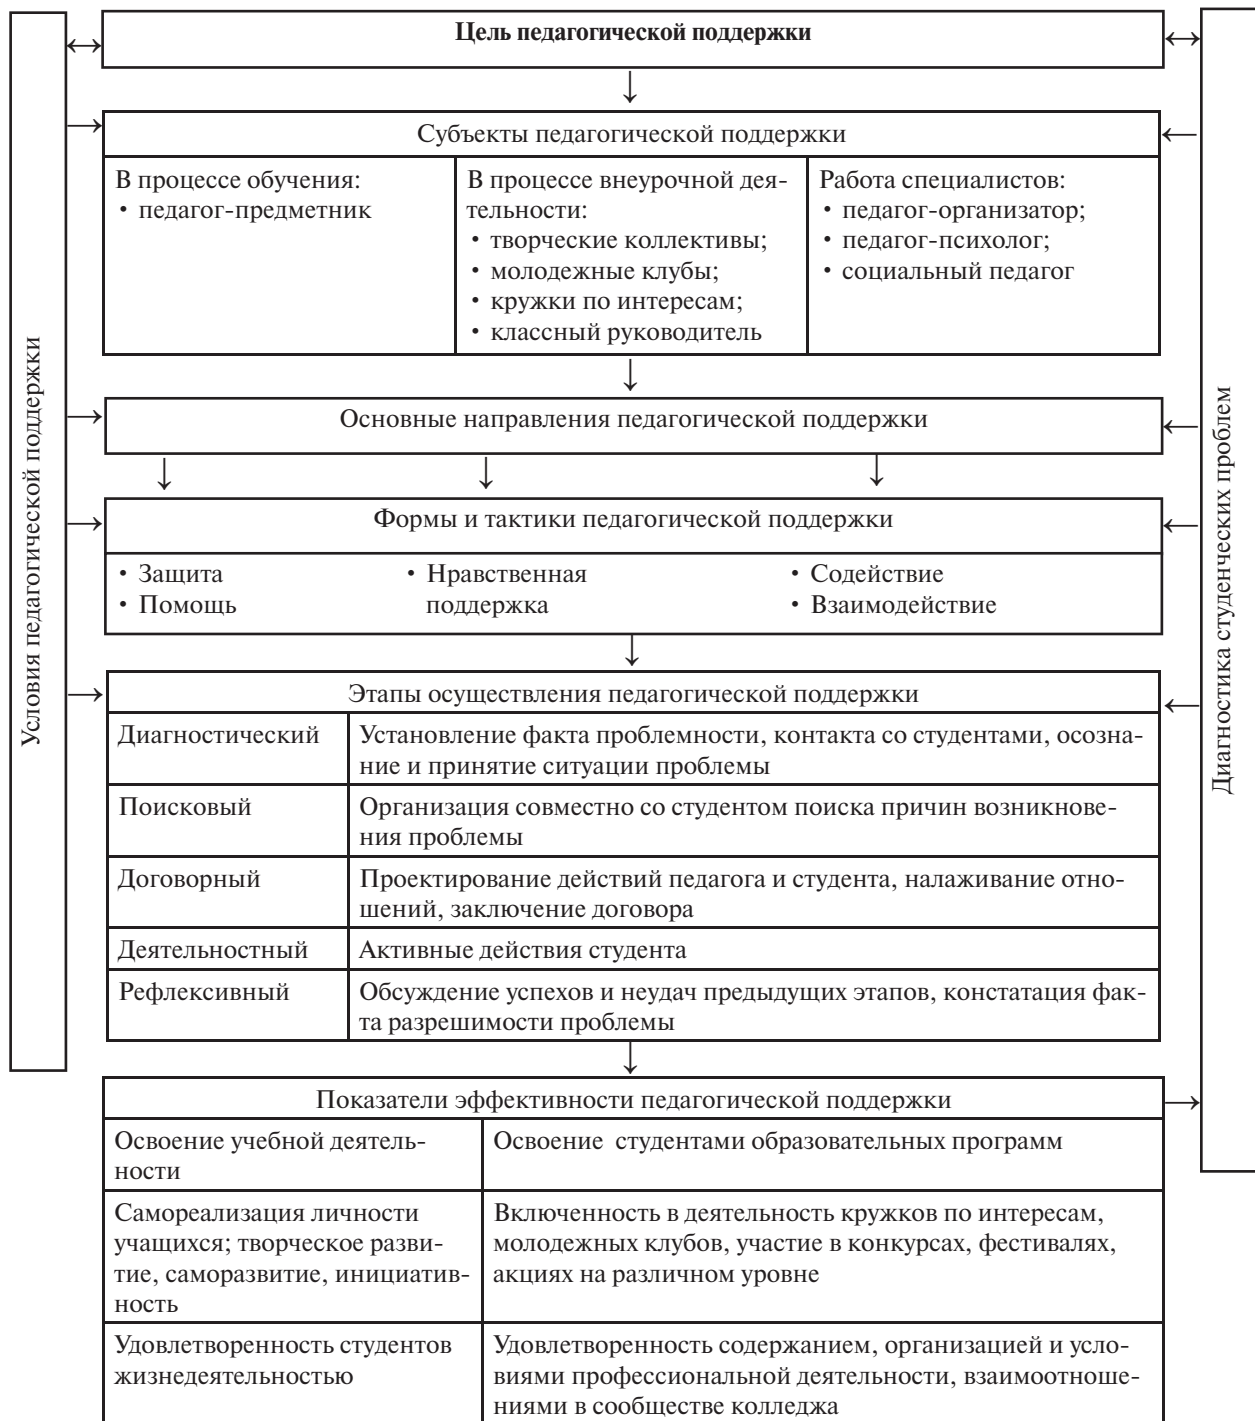 Цель педагогической поддержки
Субъекты педагогической поддержки
В процессе обучения:
• педагог-предметник
В процессе внеурочной дея-
тельности:
• творческие коллективы;
• молодежные клубы;
• кружки по интересам;
• классный руководитель
Работа специалистов:
• педагог-организатор;
• педагог-психолог;
• социальный педагог
Основные направления педагогической поддержки
Формы и тактики педагогической поддержки
• Защита
• Помощь
• Нравственная
поддержка
• Содействие
• Взаимодействие
Этапы осуществления педагогической поддержки
Диагностический
Установление факта проблемности, контакта со студентами, осозна-
ние и принятие ситуации проблемы
Поисковый
Организация совместно со студентом поиска причин возникнове-
ния проблемы
Договорный
Проектирование действий педагога и студента, налаживание отно-
шений, заключение договора
Деятельностный
Активные действия студента
Рефлексивный
Обсуждение успехов и неудач предыдущих этапов, констатация фак-
та разрешимости проблемы
Показатели эффективности педагогической поддержки
Освоение учебной деятель-
ности
Освоение студентами образовательных программ
Самореализация личности
учащихся; творческое разви-
тие, саморазвитие, инициатив-
ность
Включенность в деятельность кружков по интересам,
молодежных клубов, участие в конкурсах, фестивалях,
акциях на различном уровне
Удовлетворенность студентов
жизнедеятельностью
Удовлетворенность содержанием, организацией и усло-
виями профессиональной деятельности, взаимоотноше-
ниями в сообществе колледжа
Условия педагогической поддержки
Диагностика студенческих проблем